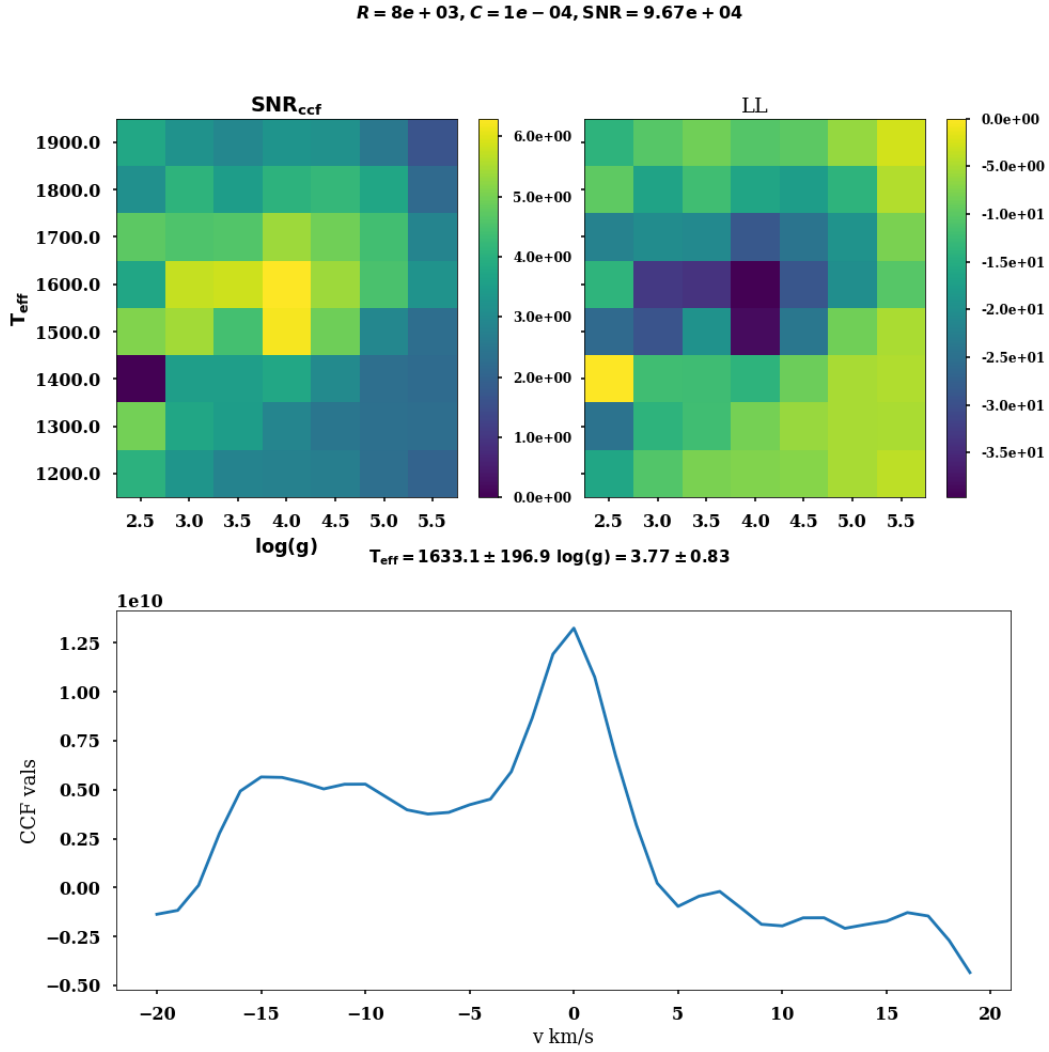 R = 8e + 03, C = 1e − 04, SNR = 9.67e + 04
SNR_ccf
LL
T_eff
1900.0
1800.0
1700.0
1600.0
1500.0
1400.0
1300.0
1200.0
2.5 3.0 3.5 4.0 4.5 5.0 5.5
log(g)
6.0e+00
5.0e+00
4.0e+00
3.0e+00
2.0e+00
1.0e+00
0.0e+00
2.5 3.0 3.5 4.0 4.5 5.0 5.5
0.0e+00
-5.0e+00
-1.0e+01
-1.5e+01
-2.0e+01
-2.5e+01
-3.0e+01
-3.5e+01
T_eff = 1633.1 ± 196.9 log(g) = 3.77 ± 0.83
1e10
CCF vals
1.25
1.00
0.75
0.50
0.25
0.00
−0.25
−0.50
−20 −15 −10 −5 0 5 10 15 20
v km/s